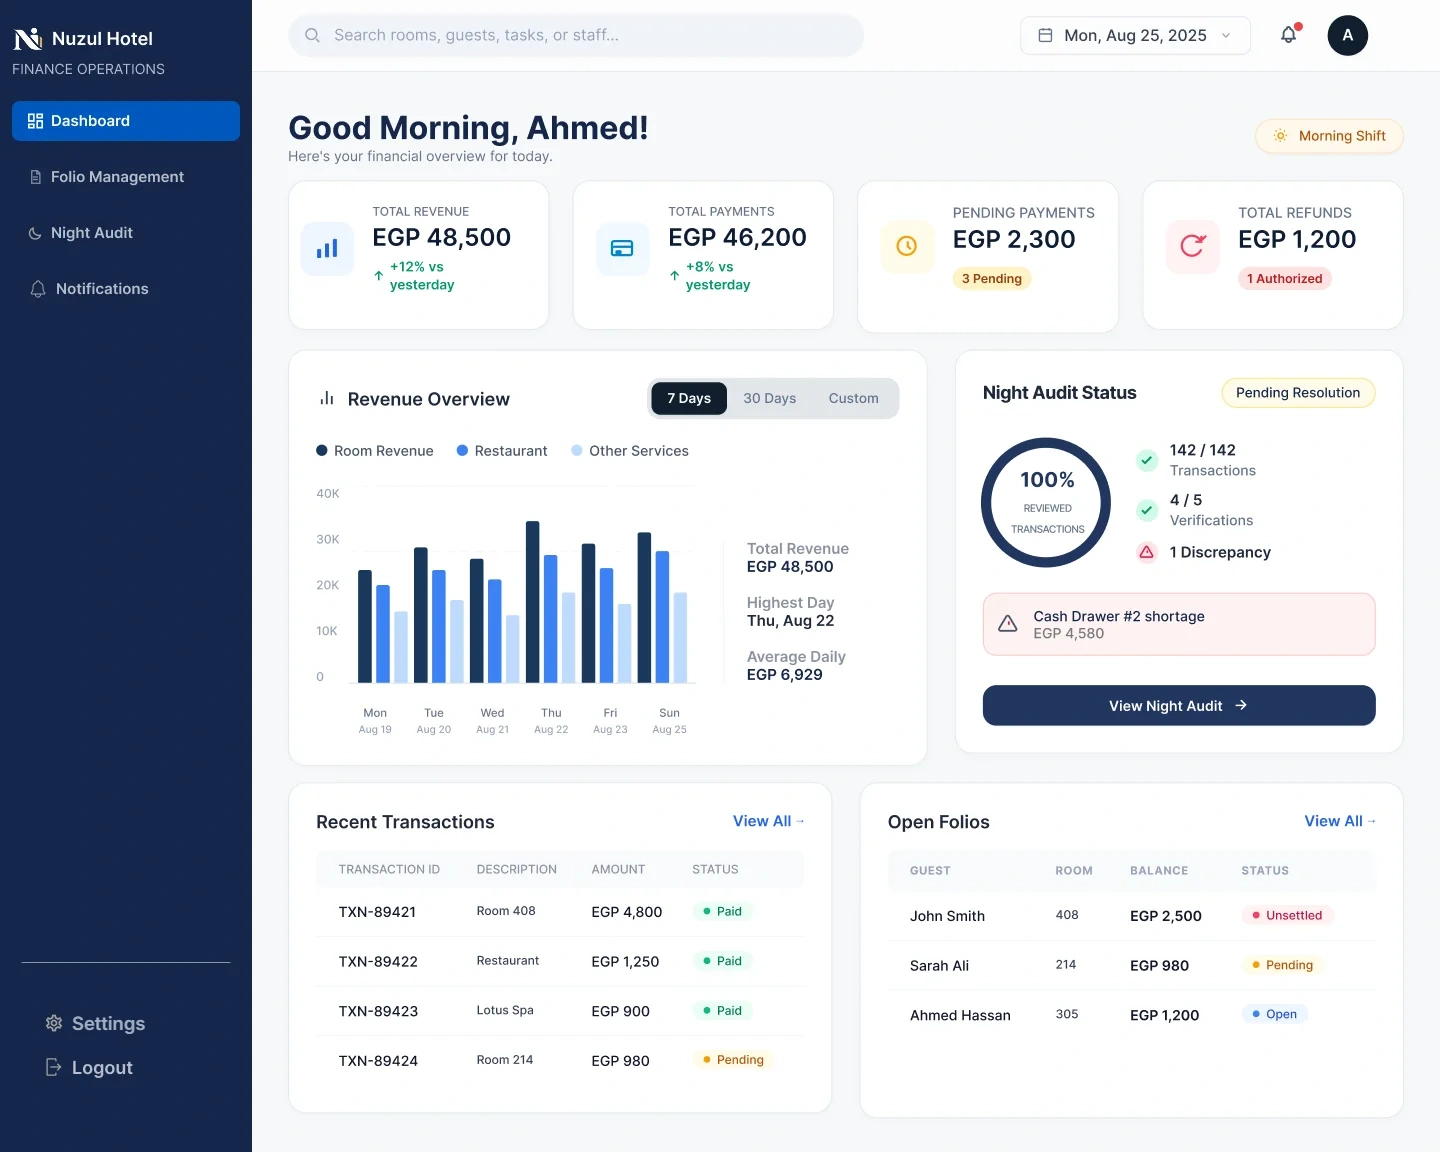 Nuzul Hotel
FINANCE OPERATIONS
Dashboard
Folio Management
Night Audit
Notifications
Settings
Logout
Search rooms, guests, tasks, or staff...
Mon, Aug 25, 2025
A
Good Morning, Ahmed!
Here's your financial overview for today.
Morning Shift
TOTAL REVENUE
EGP 48,500
+12% vs
yesterday
TOTAL PAYMENTS
EGP 46,200
+8% vs
yesterday
PENDING PAYMENTS
EGP 2,300
3 Pending
TOTAL REFUNDS
EGP 1,200
1 Authorized
Revenue Overview
7 Days 30 Days Custom
Room Revenue Restaurant Other Services
40K
30K
20K
10K
0
Mon Tue Wed Thu Fri Sun
Aug 19 Aug 20 Aug 21 Aug 22 Aug 23 Aug 25
Total Revenue
EGP 48,500
Highest Day
Thu, Aug 22
Average Daily
EGP 6,929
Night Audit Status
Pending Resolution
100%
REVIEWED
TRANSACTIONS
142 / 142
Transactions
4 / 5
Verifications
1 Discrepancy
Cash Drawer #2 shortage
EGP 4,580
View Night Audit →
Recent Transactions
View All →
TRANSACTION ID DESCRIPTION AMOUNT STATUS
TXN-89421 Room 408 EGP 4,800 Paid
TXN-89422 Restaurant EGP 1,250 Paid
TXN-89423 Lotus Spa EGP 900 Paid
TXN-89424 Room 214 EGP 980 Pending
Open Folios
View All →
GUEST ROOM BALANCE STATUS
John Smith 408 EGP 2,500 Unsettled
Sarah Ali 214 EGP 980 Pending
Ahmed Hassan 305 EGP 1,200 Open